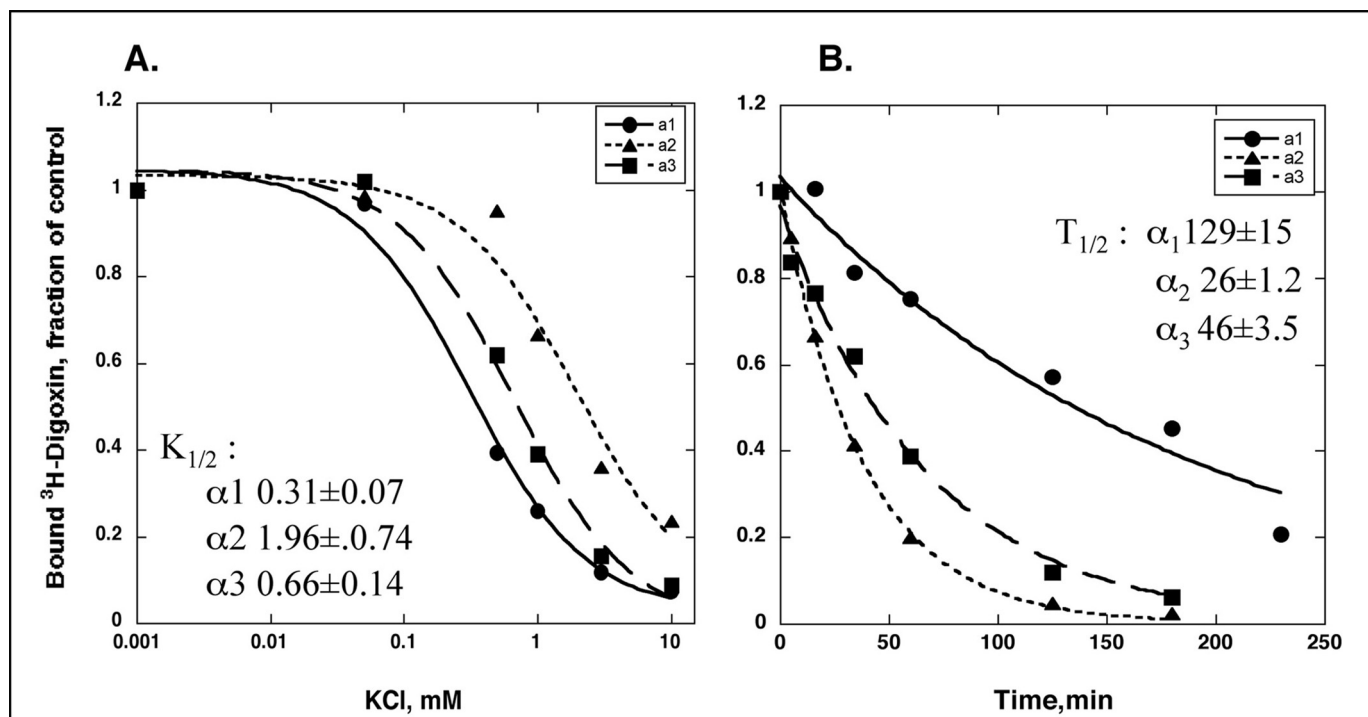 A.
Bound ³H-Digoxin, fraction of control
1.2
1
0.8
0.6
0.4
0.2
0
0.001
0.01
0.1
1
10
KCl, mM
a1
a2
a3
K1/2 :
α1 0.31±0.07
α2 1.96±.0.74
α3 0.66±0.14
B.
1.2
1
0.8
0.6
0.4
0.2
0
0
50
100
150
200
250
Time,min
a1
a2
a3
T1/2 : α1 129±15
α2 26±1.2
α3 46±3.5